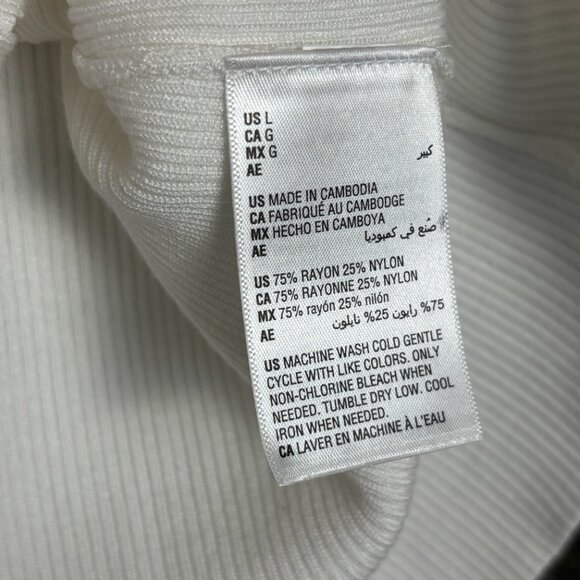 US L
CA G
MX G
AE كبير
US MADE IN CAMBODIA
CA FABRIQUÉ AU CAMBODGE
MX HECHO EN CAMBOYA
AE صُنع في كمبوديا
US 75% RAYON 25% NYLON
CA 75% RAYONNE 25% NYLON
MX 75% rayón 25% nilón
AE 75% رايون 25% نايلون
US MACHINE WASH COLD GENTLE
CYCLE WITH LIKE COLORS. ONLY
NON-CHLORINE BLEACH WHEN
NEEDED. TUMBLE DRY LOW. COOL
IRON WHEN NEEDED.
CA LAVER EN MACHINE À L'EAU